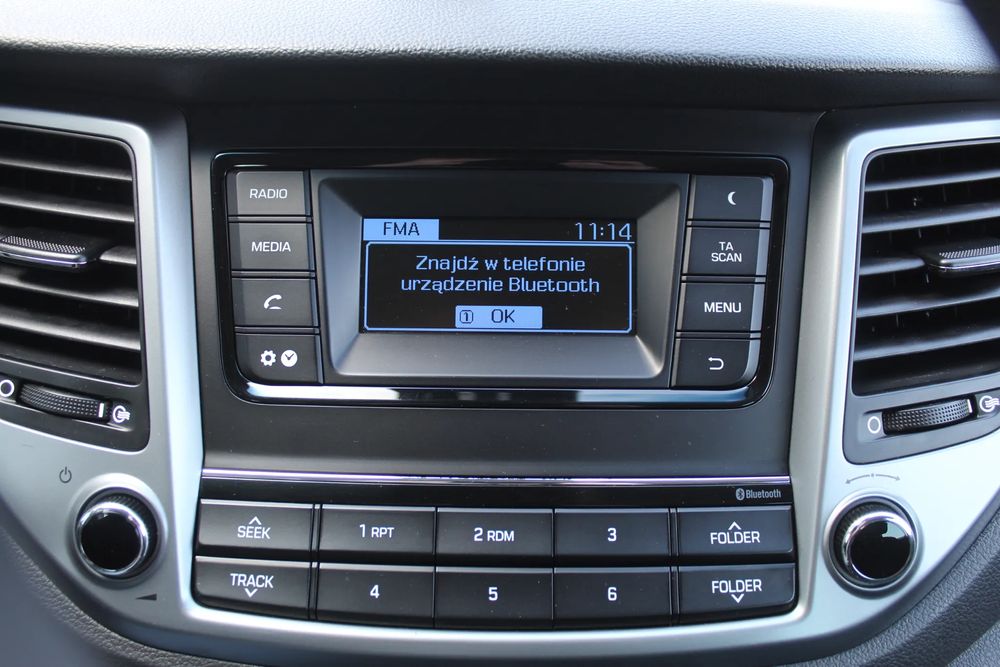 RADIO
MEDIA
FMA 11:14
Znajdź w telefonie
urządzenie Bluetooth
1 OK
TA
SCAN
MENU
Bluetooth
SEEK
1 RPT
2 RDM
3
FOLDER
TRACK
4
5
6
FOLDER